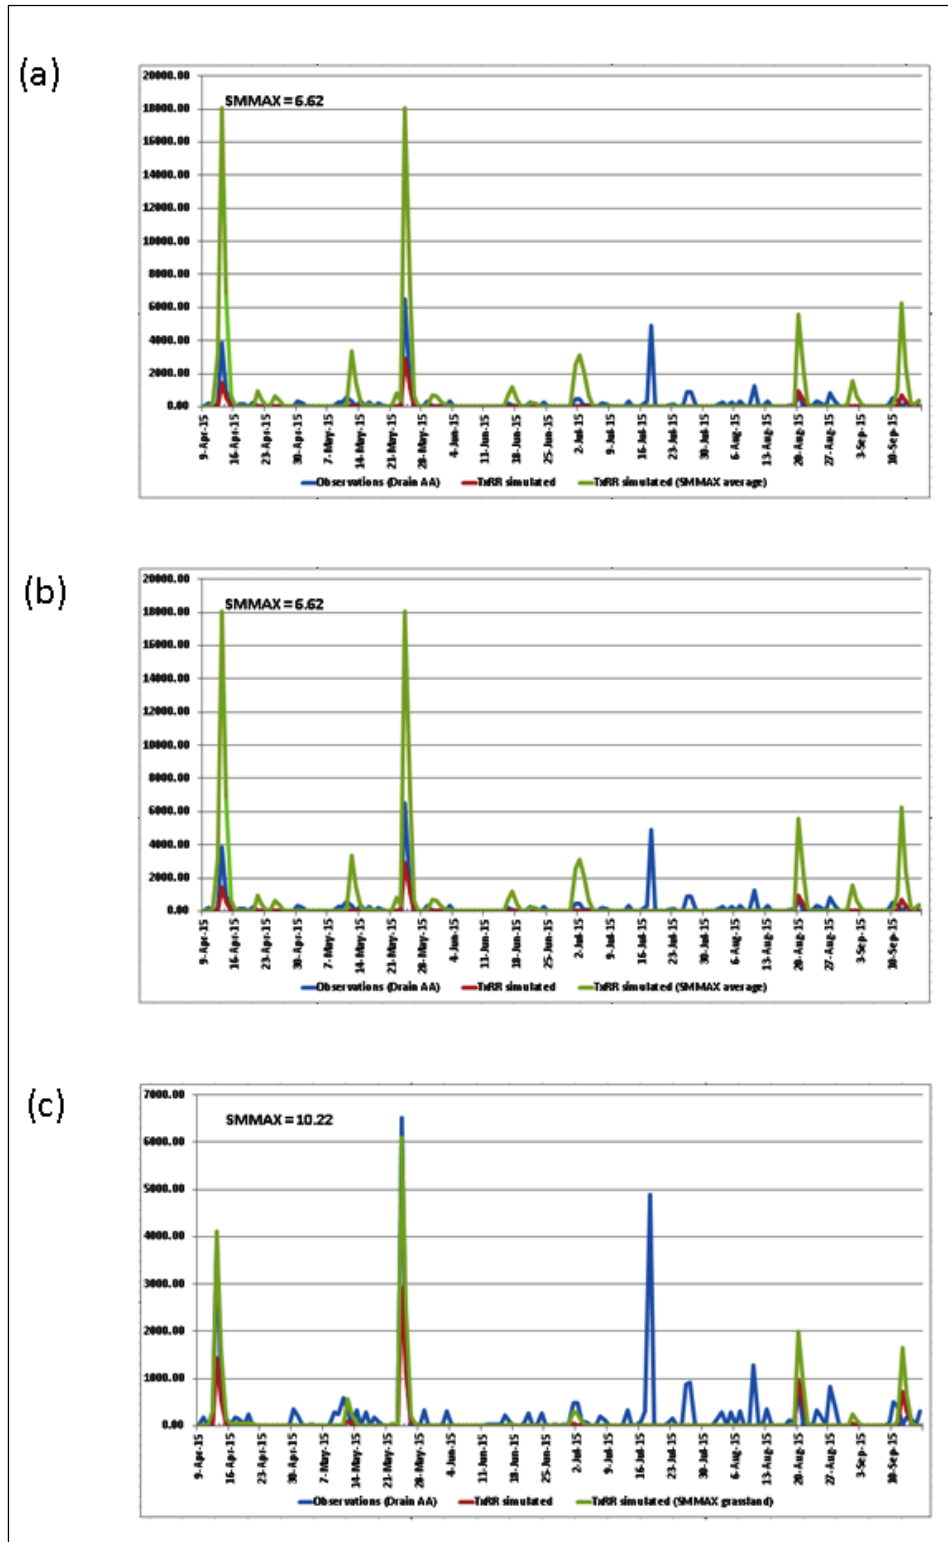 (a)
20000.00
SMMAX = 6.62
18000.00
16000.00
14000.00
12000.00
10000.00
8000.00
6000.00
4000.00
2000.00
0.00
9-Apr-15 16-Apr-15 23-Apr-15 30-Apr-15 7-May-15 14-May-15 21-May-15 28-May-15 4-Jun-15 11-Jun-15 18-Jun-15 25-Jun-15 2-Jul-15 9-Jul-15 16-Jul-15 23-Jul-15 30-Jul-15 6-Aug-15 13-Aug-15 20-Aug-15 27-Aug-15 3-Sep-15 10-Sep-15
Observations (Drain AA) TxRR simulated TxRR simulated (SMMAX average)
(b)
20000.00
SMMAX = 6.62
18000.00
16000.00
14000.00
12000.00
10000.00
8000.00
6000.00
4000.00
2000.00
0.00
9-Apr-15 16-Apr-15 23-Apr-15 30-Apr-15 7-May-15 14-May-15 21-May-15 28-May-15 4-Jun-15 11-Jun-15 18-Jun-15 25-Jun-15 2-Jul-15 9-Jul-15 16-Jul-15 23-Jul-15 30-Jul-15 6-Aug-15 13-Aug-15 20-Aug-15 27-Aug-15 3-Sep-15 10-Sep-15
Observations (Drain AA) TxRR simulated TxRR simulated (SMMAX average)
(c)
7000.00
SMMAX = 10.22
6000.00
5000.00
4000.00
3000.00
2000.00
1000.00
0.00
9-Apr-15 16-Apr-15 23-Apr-15 30-Apr-15 7-May-15 14-May-15 21-May-15 28-May-15 4-Jun-15 11-Jun-15 18-Jun-15 25-Jun-15 2-Jul-15 9-Jul-15 16-Jul-15 23-Jul-15 30-Jul-15 6-Aug-15 13-Aug-15 20-Aug-15 27-Aug-15 3-Sep-15 10-Sep-15
Observations (Drain AA) TxRR simulated TxRR simulated (SMMAX grassland)